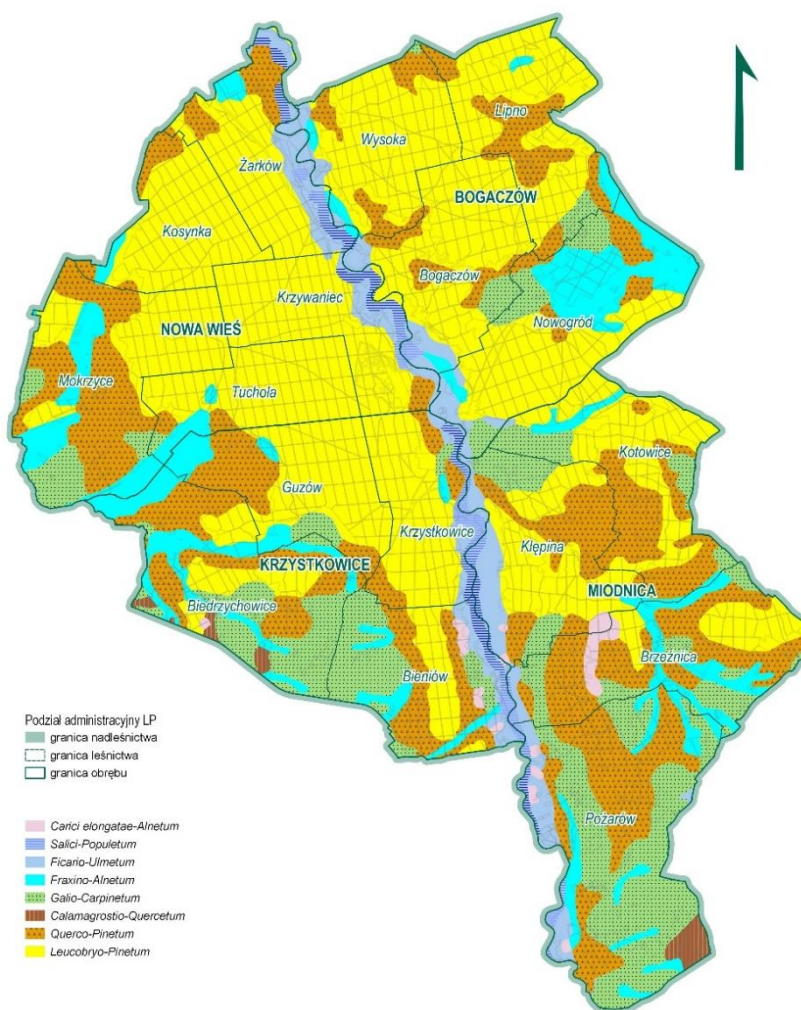 Lipno
Wysoka
Żarków
BOGACZÓW
Kosynka
Bogaczów
Krzywaniec
Nowogród
NOWA WIEŚ
Mokrzyce
Tuchola
Kotowice
Guzów
Krzystkowice
Klępina
KRZYSTKOWICE
MIODNICA
Biedrzychowice
Brzeźnica
Bieniów
Pożarów
Podział administracyjny LP
granica nadleśnictwa
granica leśnictwa
granica obrębu
Carici elongatae-Alnetum
Salici-Populetum
Ficario-Ulmetum
Fraxino-Alnetum
Galio-Carpinetum
Calamagrostio-Quercetum
Querco-Pinetum
Leucobryo-Pinetum